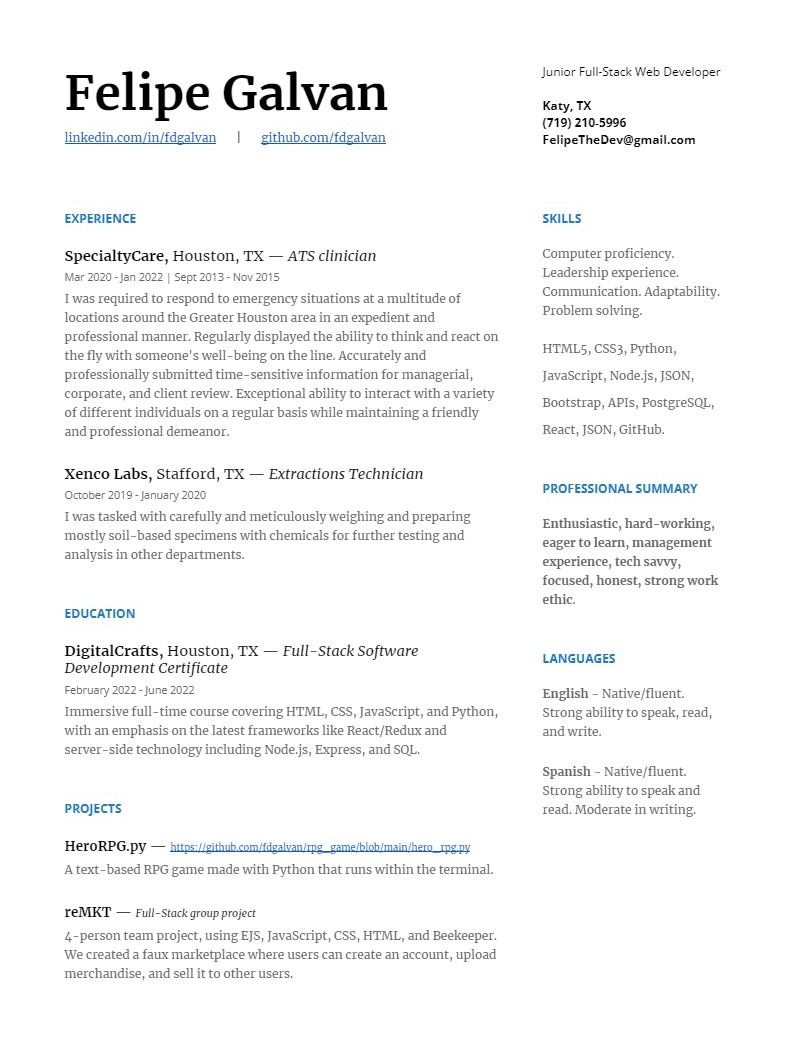 Felipe Galvan
linkedin.com/in/fdgalvan | github.com/fdgalvan
Junior Full-Stack Web Developer
Katy, TX
(719) 210-5996
FelipeTheDev@gmail.com
EXPERIENCE
SpecialtyCare, Houston, TX — ATS clinician
Mar 2020 - Jan 2022 | Sept 2013 - Nov 2015
I was required to respond to emergency situations at a multitude of
locations around the Greater Houston area in an expedient and
professional manner. Regularly displayed the ability to think and react on
the fly with someone's well-being on the line. Accurately and
professionally submitted time-sensitive information for managerial,
corporate, and client review. Exceptional ability to interact with a variety
of different individuals on a regular basis while maintaining a friendly
and professional demeanor.
Xenco Labs, Stafford, TX — Extractions Technician
October 2019 - January 2020
I was tasked with carefully and meticulously weighing and preparing
mostly soil-based specimens with chemicals for further testing and
analysis in other departments.
EDUCATION
DigitalCrafts, Houston, TX — Full-Stack Software
Development Certificate
February 2022 - June 2022
Immersive full-time course covering HTML, CSS, JavaScript, and Python,
with an emphasis on the latest frameworks like React/Redux and
server-side technology including Node.js, Express, and SQL.
PROJECTS
HeroRPG.py — https://github.com/fdgalvan/rpg_game/blob/main/hero_rpg.py
A text-based RPG game made with Python that runs within the terminal.
reMKT — Full-Stack group project
4-person team project, using EJS, JavaScript, CSS, HTML, and Beekeeper.
We created a faux marketplace where users can create an account, upload
merchandise, and sell it to other users.
SKILLS
Computer proficiency.
Leadership experience.
Communication. Adaptability.
Problem solving.
HTML5, CSS3, Python,
JavaScript, Node.js, JSON,
Bootstrap, APIs, PostgreSQL,
React, JSON, GitHub.
PROFESSIONAL SUMMARY
Enthusiastic, hard-working,
eager to learn, management
experience, tech savvy,
focused, honest, strong work
ethic.
LANGUAGES
English - Native/fluent.
Strong ability to speak, read,
and write.
Spanish - Native/fluent.
Strong ability to speak and
read. Moderate in writing.